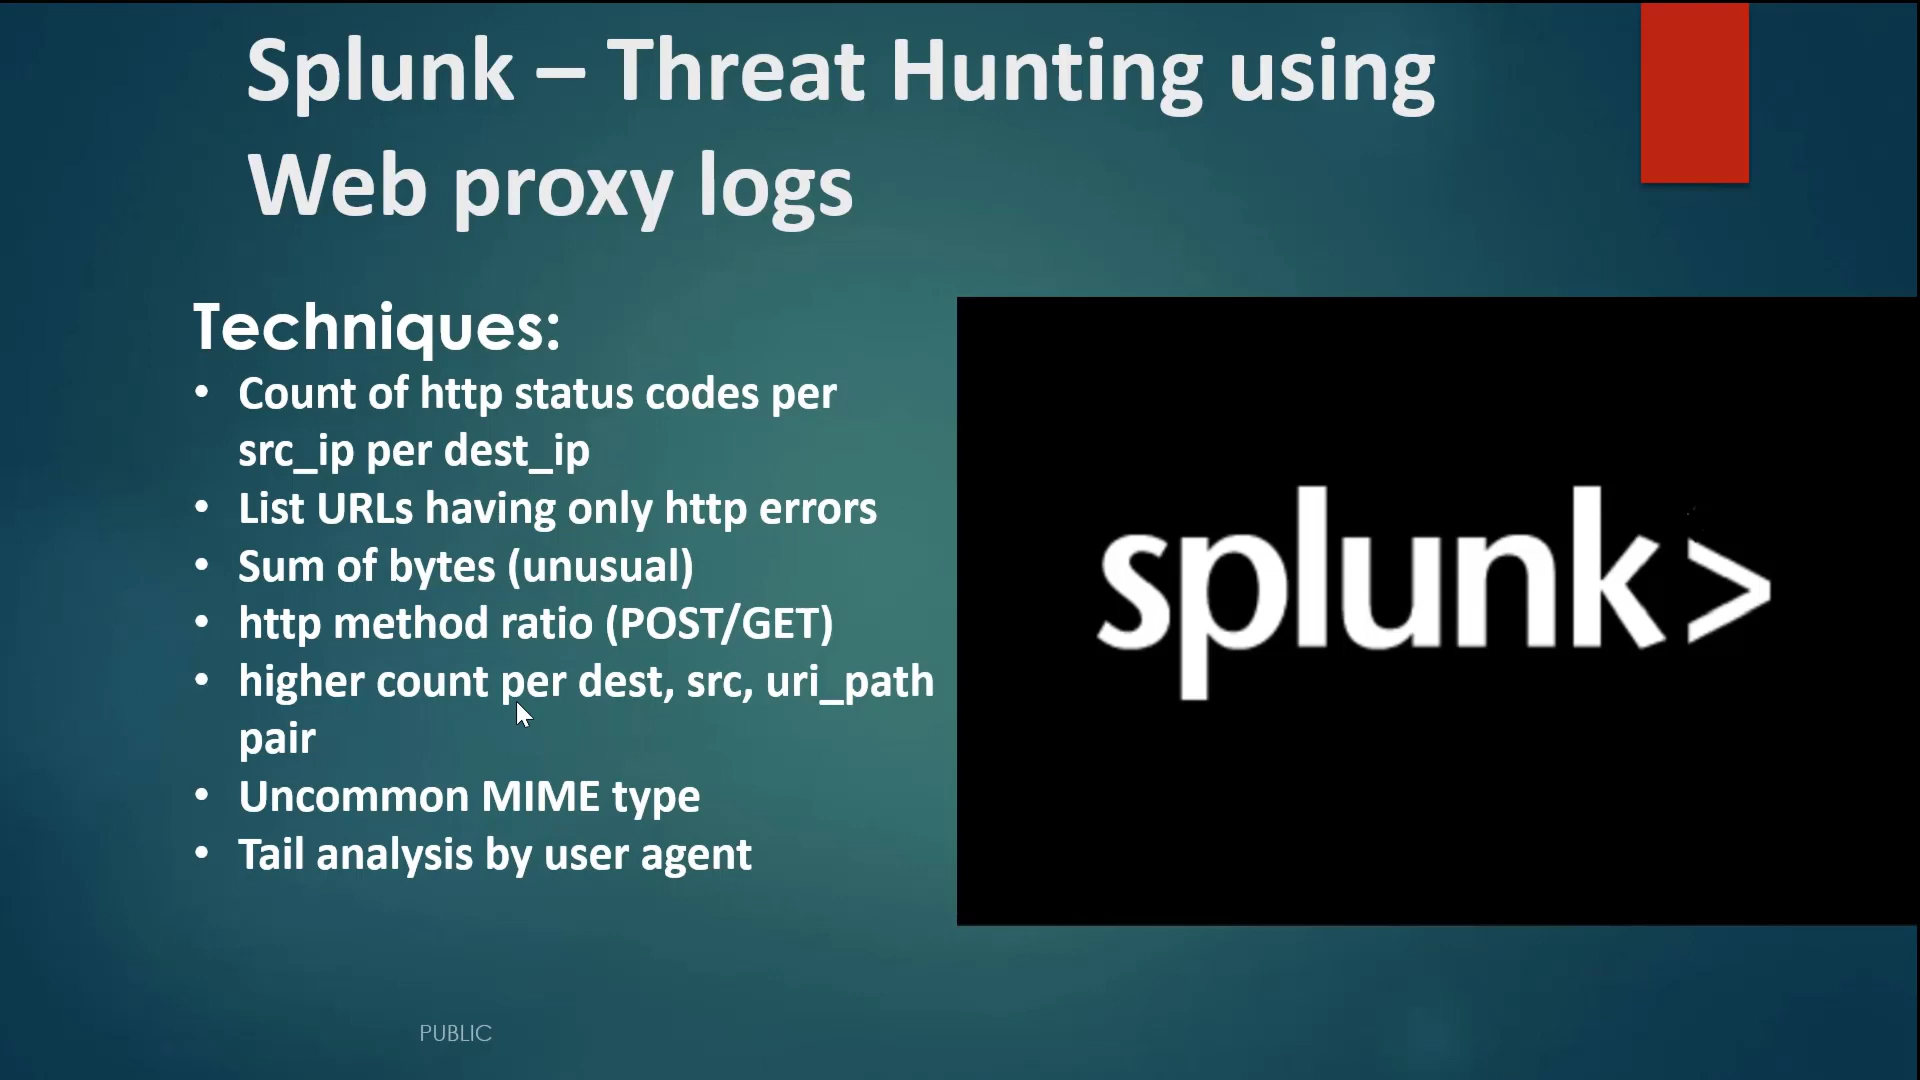 Splunk – Threat Hunting using
Web proxy logs
Techniques:
• Count of http status codes per
src_ip per dest_ip
• List URLs having only http errors
• Sum of bytes (unusual)
• http method ratio (POST/GET)
• higher count per dest, src, uri_path
pair
• Uncommon MIME type
• Tail analysis by user agent
splunk>
PUBLIC